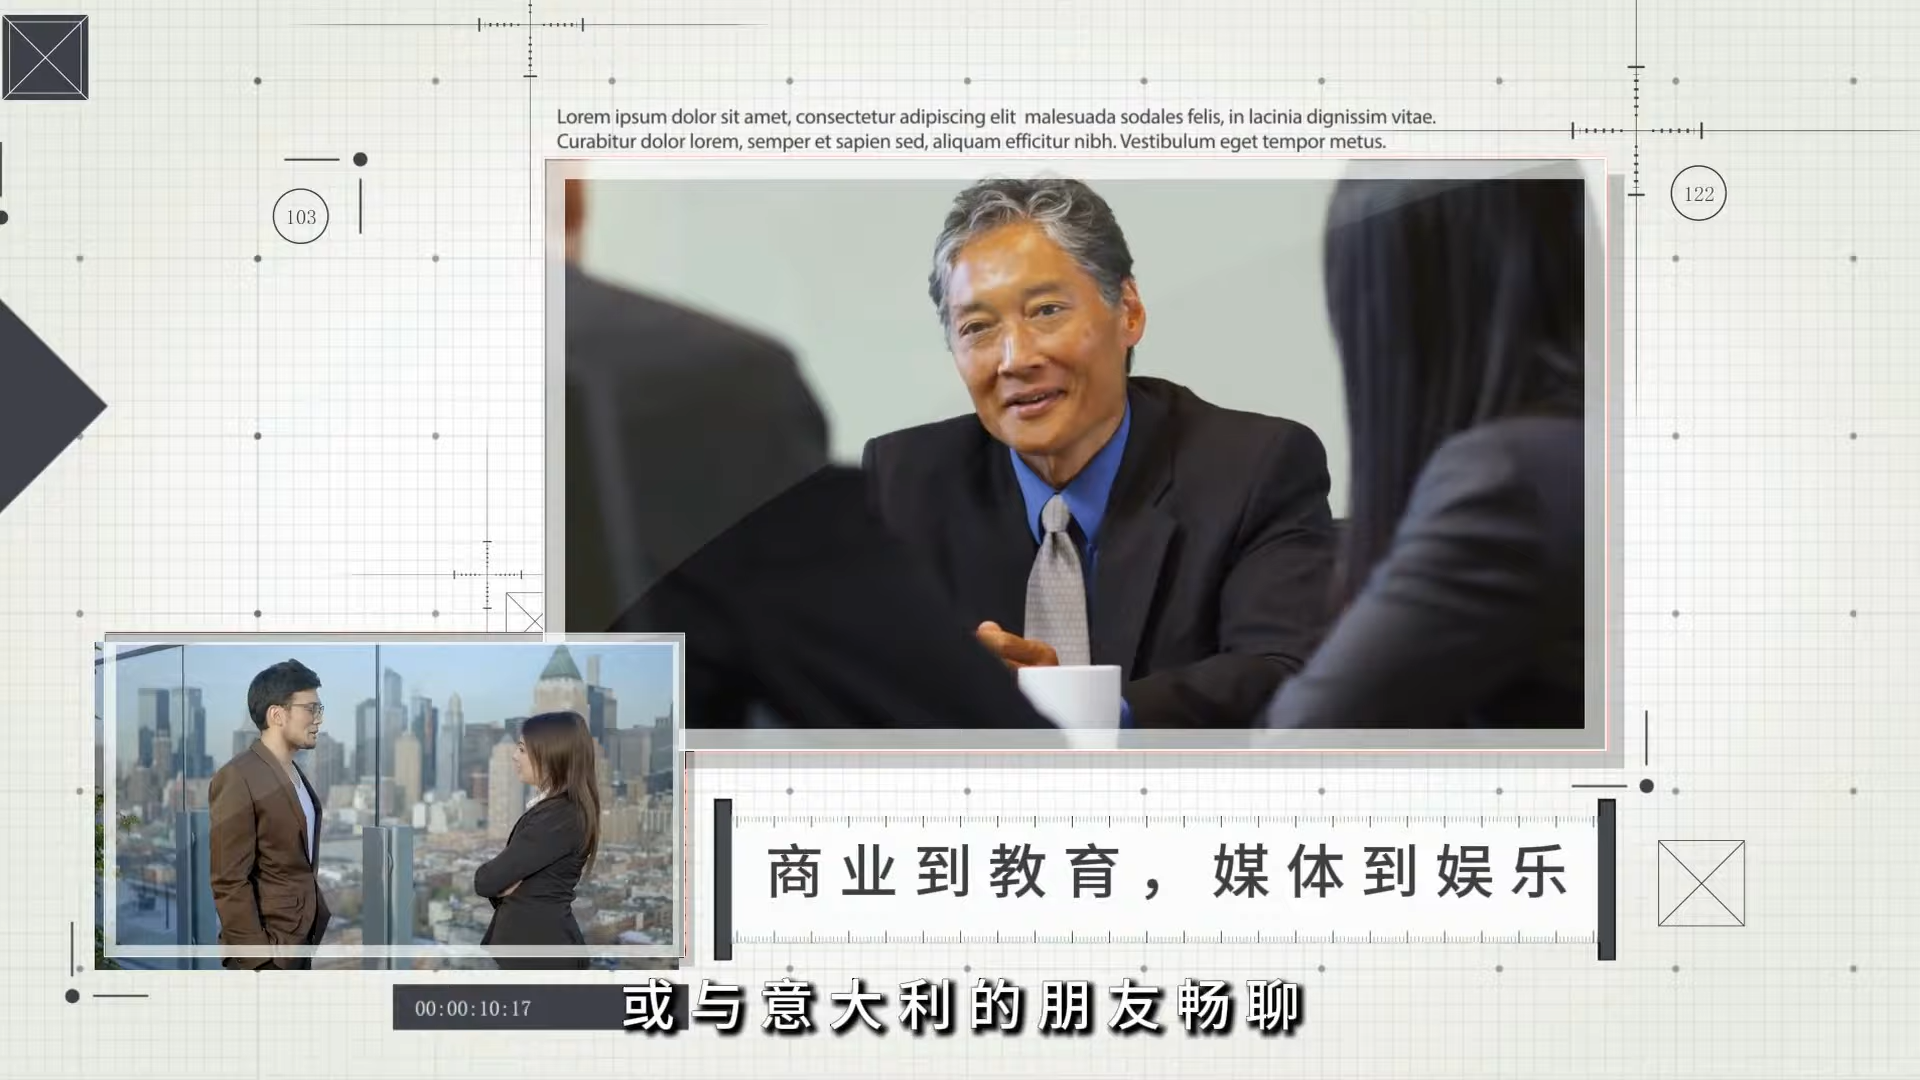 Lorem ipsum dolor sit amet, consectetur adipiscing elit malesuada sodales felis, in lacinia dignissim vitae.
Curabitur dolor lorem, semper et sapien sed, aliquam efficitur nibh. Vestibulum eget tempor metus.
103
122
商业到教育，媒体到娱乐
00:00:10:17
或与意大利的朋友畅聊